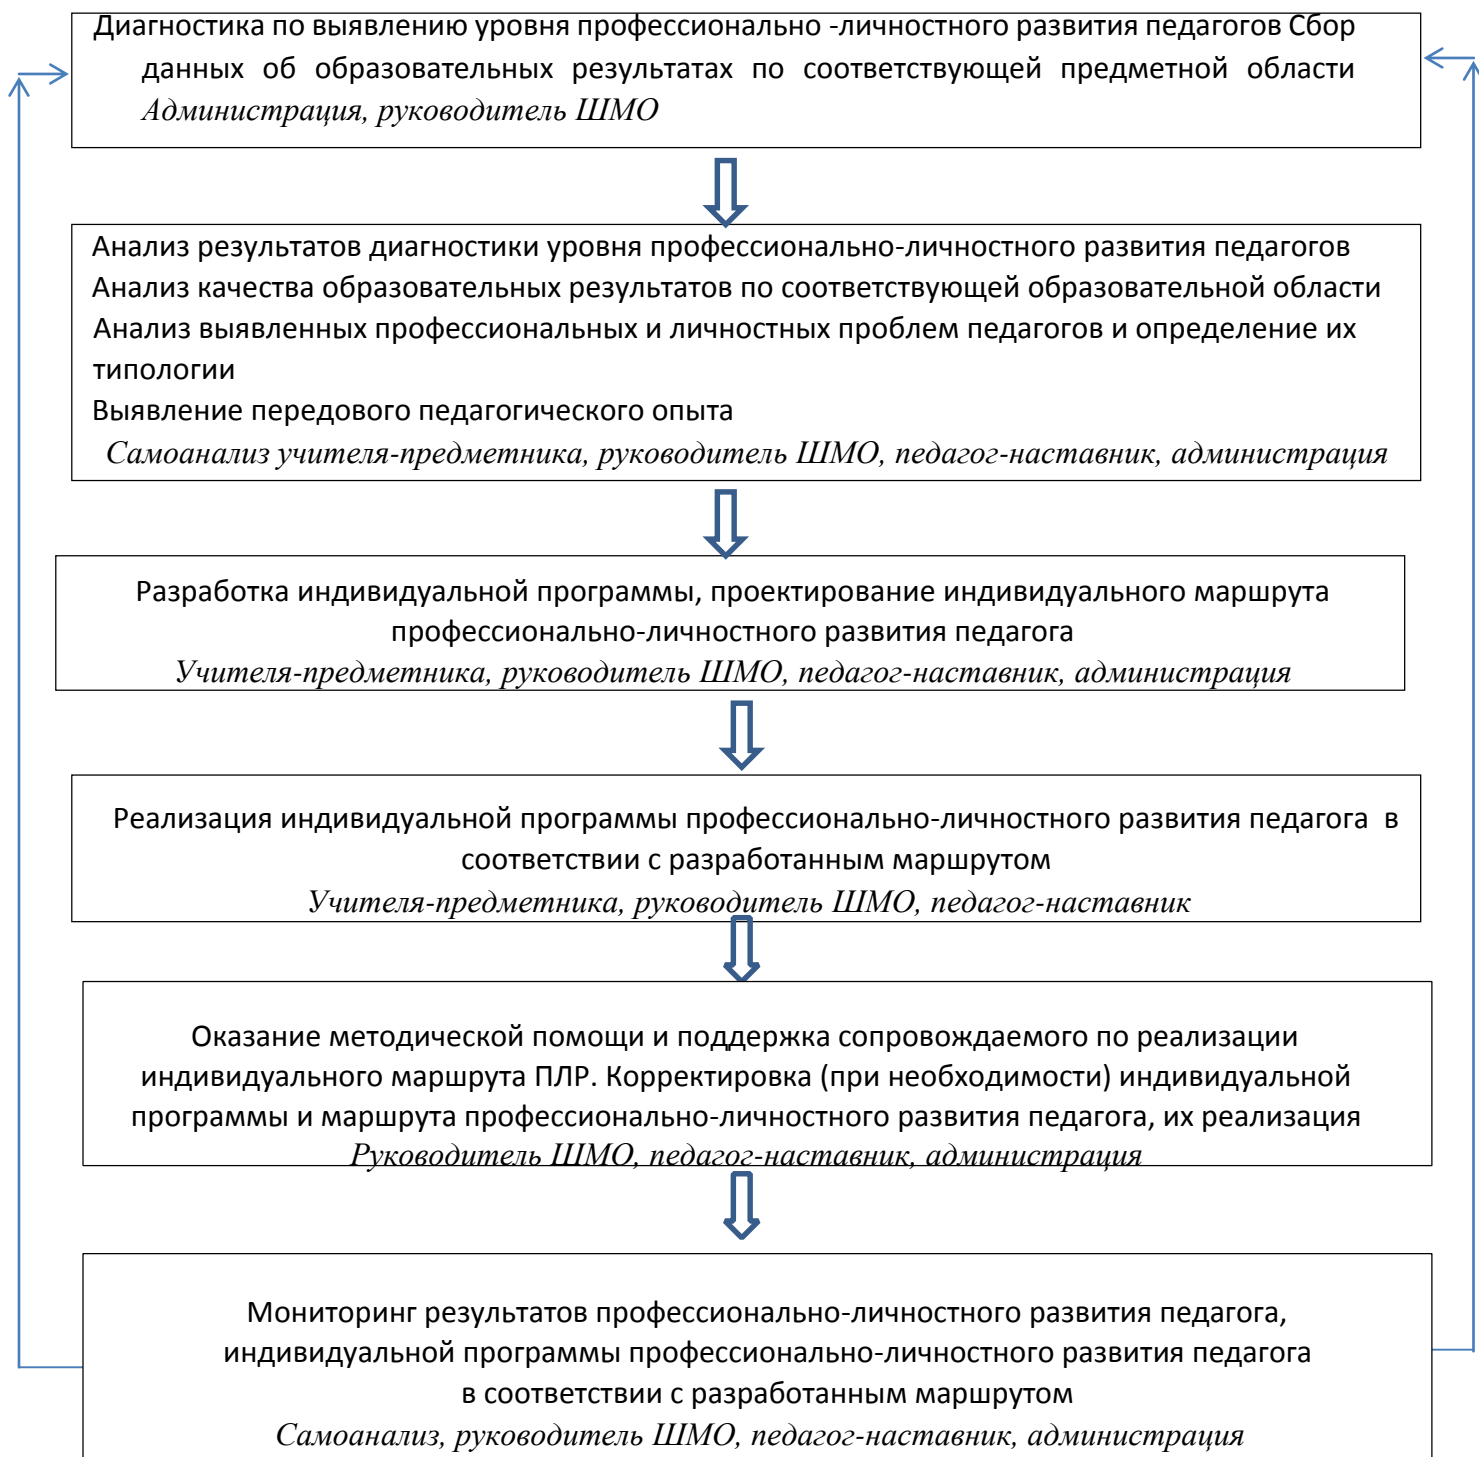 Диагностика по выявлению уровня профессионально -личностного развития педагогов Сбор
данных об образовательных результатах по соответствующей предметной области
Администрация, руководитель ШМО
Анализ результатов диагностики уровня профессионально-личностного развития педагогов
Анализ качества образовательных результатов по соответствующей образовательной области
Анализ выявленных профессиональных и личностных проблем педагогов и определение их
типологии
Выявление передового педагогического опыта
Самоанализ учителя-предметника, руководитель ШМО, педагог-наставник, администрация
Разработка индивидуальной программы, проектирование индивидуального маршрута
профессионально-личностного развития педагога
Учителя-предметника, руководитель ШМО, педагог-наставник, администрация
Реализация индивидуальной программы профессионально-личностного развития педагога в
соответствии с разработанным маршрутом
Учителя-предметника, руководитель ШМО, педагог-наставник
Оказание методической помощи и поддержка сопровождаемого по реализации
индивидуального маршрута ПЛР. Корректировка (при необходимости) индивидуальной
программы и маршрута профессионально-личностного развития педагога, их реализация
Руководитель ШМО, педагог-наставник, администрация
Мониторинг результатов профессионально-личностного развития педагога,
индивидуальной программы профессионально-личностного развития педагога
в соответствии с разработанным маршрутом
Самоанализ, руководитель ШМО, педагог-наставник, администрация